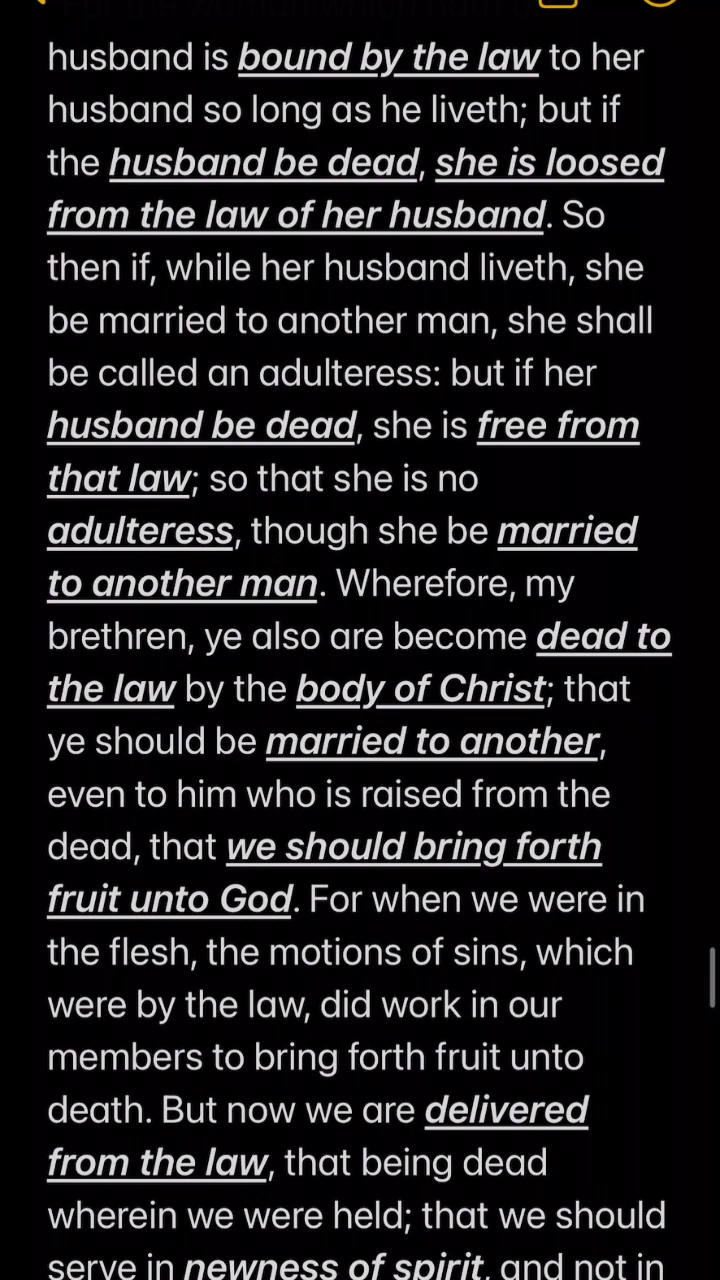 husband is bound by the law to her
husband so long as he liveth; but if
the husband be dead, she is loosed
from the law of her husband. So
then if, while her husband liveth, she
be married to another man, she shall
be called an adulteress: but if her
husband be dead, she is free from
that law; so that she is no
adulteress, though she be married
to another man. Wherefore, my
brethren, ye also are become dead to
the law by the body of Christ; that
ye should be married to another,
even to him who is raised from the
dead, that we should bring forth
fruit unto God. For when we were in
the flesh, the motions of sins, which
were by the law, did work in our
members to bring forth fruit unto
death. But now we are delivered
from the law, that being dead
wherein we were held; that we should
serve in newness of spirit, and not in